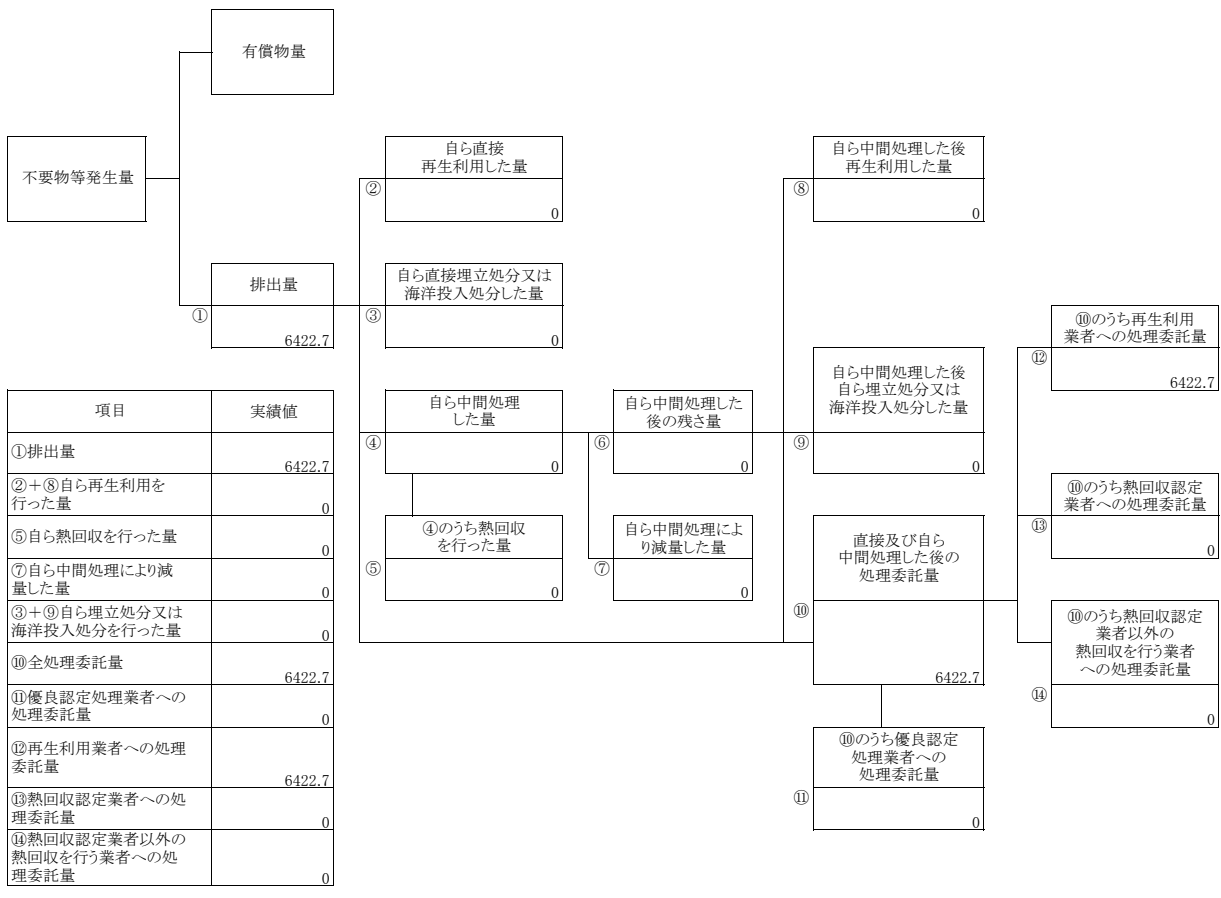 有償物量
不要物等発生量
自ら直接
再生利用した量
②
0
自ら中間処理した後
再生利用した量
⑧
0
排出量
①
6422.7
自ら直接埋立処分又は
海洋投入処分した量
③
0
⑩のうち再生利用
業者への処理委託量
⑫
6422.7
自ら中間処理
した量
④
0
自ら中間処理した
後の残さ量
⑥
0
自ら中間処理した後
自ら埋立処分又は
海洋投入処分した量
⑨
0
⑩のうち熱回収認定
業者への処理委託量
⑬
0
④のうち熱回収
を行った量
⑤
0
自ら中間処理によ
り減量した量
⑦
0
直接及び自ら
中間処理した後の
処理委託量
⑩
6422.7
⑩のうち熱回収認定
業者以外の
熱回収を行う業者
への処理委託量
⑭
0
⑩のうち優良認定
処理業者への
処理委託量
⑪
0
項目 実績値
①排出量
6422.7
②＋⑧自ら再生利用を
行った量
0
⑤自ら熱回収を行った量
0
⑦自ら中間処理により減
量した量
0
③＋⑨自ら埋立処分又は
海洋投入処分を行った量
0
⑩全処理委託量
6422.7
⑪優良認定処理業者への
処理委託量
0
⑫再生利用業者への処理
委託量
6422.7
⑬熱回収認定業者への処
理委託量
0
⑭熱回収認定業者以外の
熱回収を行う業者への処
理委託量
0